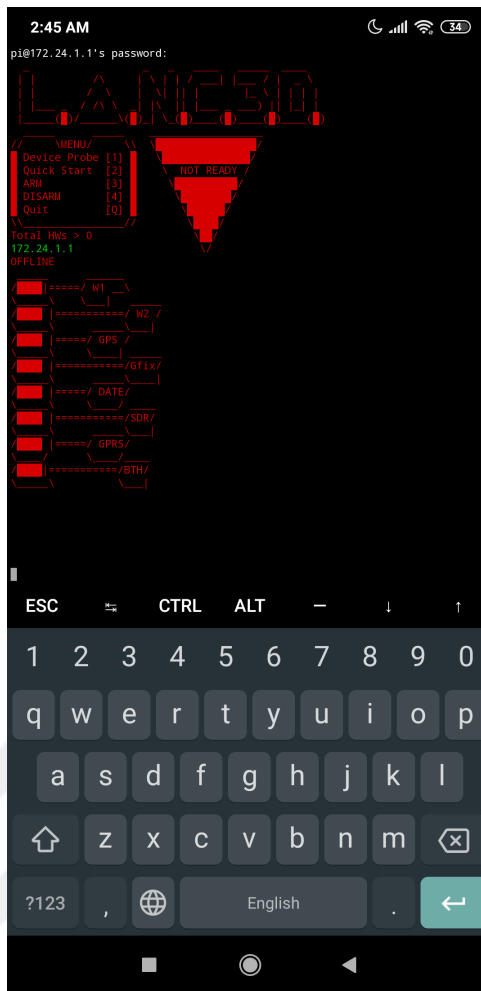 2:45 AM
34
pi@172.24.1.1's password:
L.A.N.C.3.D.
MENU
Device Probe [1]
Quick Start [2]
ARM [3]
DISARM [4]
Quit [Q]
NOT READY
Total HWs > 0
172.24.1.1
OFFLINE
W1
W2
GPS
Gfix
DATE
SDR
GPRS
BTH
ESC
CTRL
ALT
1 2 3 4 5 6 7 8 9 0
q w e r t y u i o p
a s d f g h j k l
z x c v b n m
?123 , English .